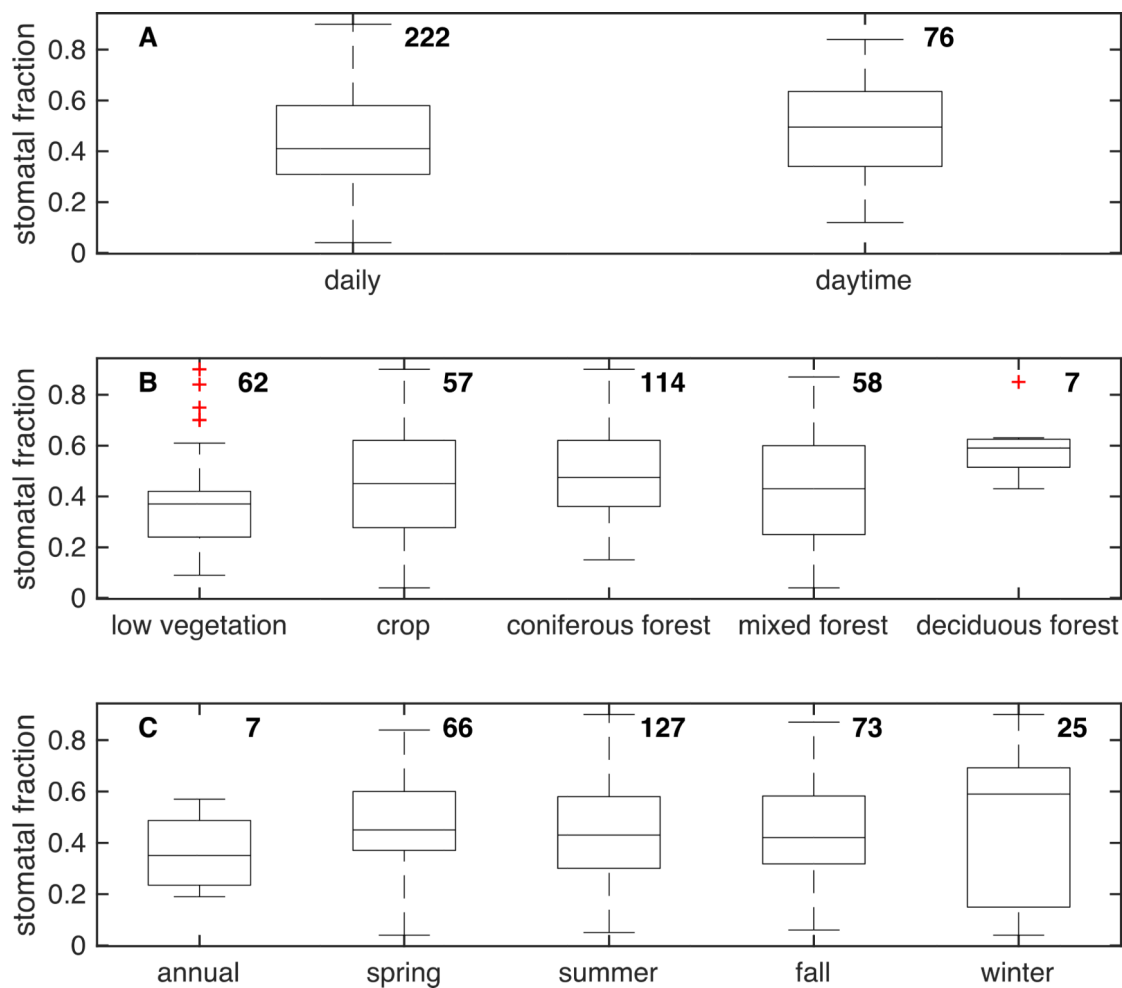 A 222 76
0.8
0.6
0.4
0.2
0
stomatal fraction
daily daytime
B 62 57 114 58 7
0.8
0.6
0.4
0.2
0
stomatal fraction
low vegetation crop coniferous forest mixed forest deciduous forest
C 7 66 127 73 25
0.8
0.6
0.4
0.2
0
stomatal fraction
annual spring summer fall winter